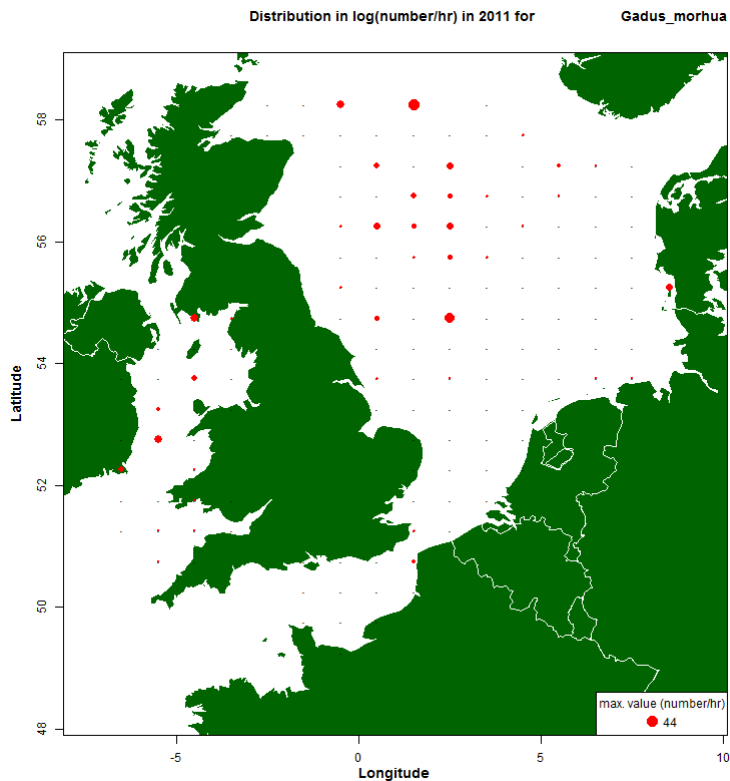 Distribution in log(number/hr) in 2011 for Gadus_morhua
58
56
54
52
50
48
Latitude
-5 0 5 10
Longitude
max. value (number/hr)
44